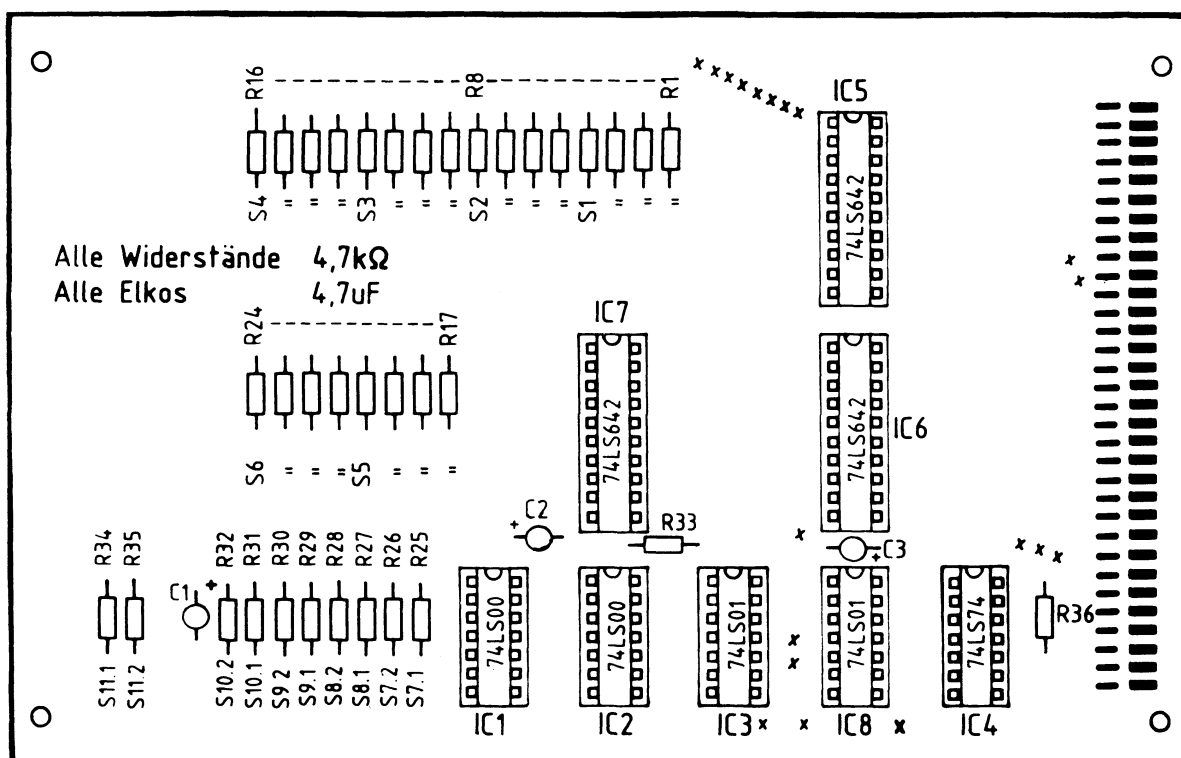 R16 R8 R1
IC5
S4 " " " S3 " " " S2 " " " S1 " " "
74LS642
Alle Widerstände 4,7kΩ
Alle Elkos 4,7uF
R24 R17
IC7
74LS642
74LS642
IC6
S6 " " " S5 " " "
+ C2
R33
C3 +
R34 R35 C1 + R32 R31 R30 R29 R28 R27 R26 R25
74LS00 74LS00 74LS01 74LS01 74LS74
R36
S11.1 S11.2 S10.2 S10.1 S9.2 S9.1 S8.2 S8.1 S7.2 S7.1
IC1 IC2 IC3 IC8 IC4